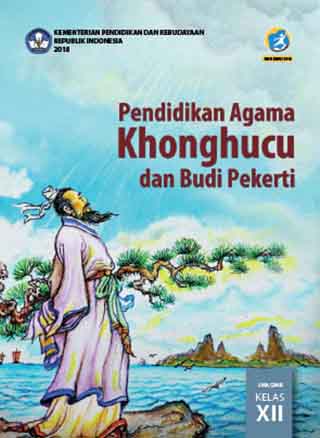 KEMENTERIAN PENDIDIKAN DAN KEBUDAYAAN
REPUBLIK INDONESIA
2018
Pendidikan Agama
Khonghucu
dan Budi Pekerti
KELAS
XII